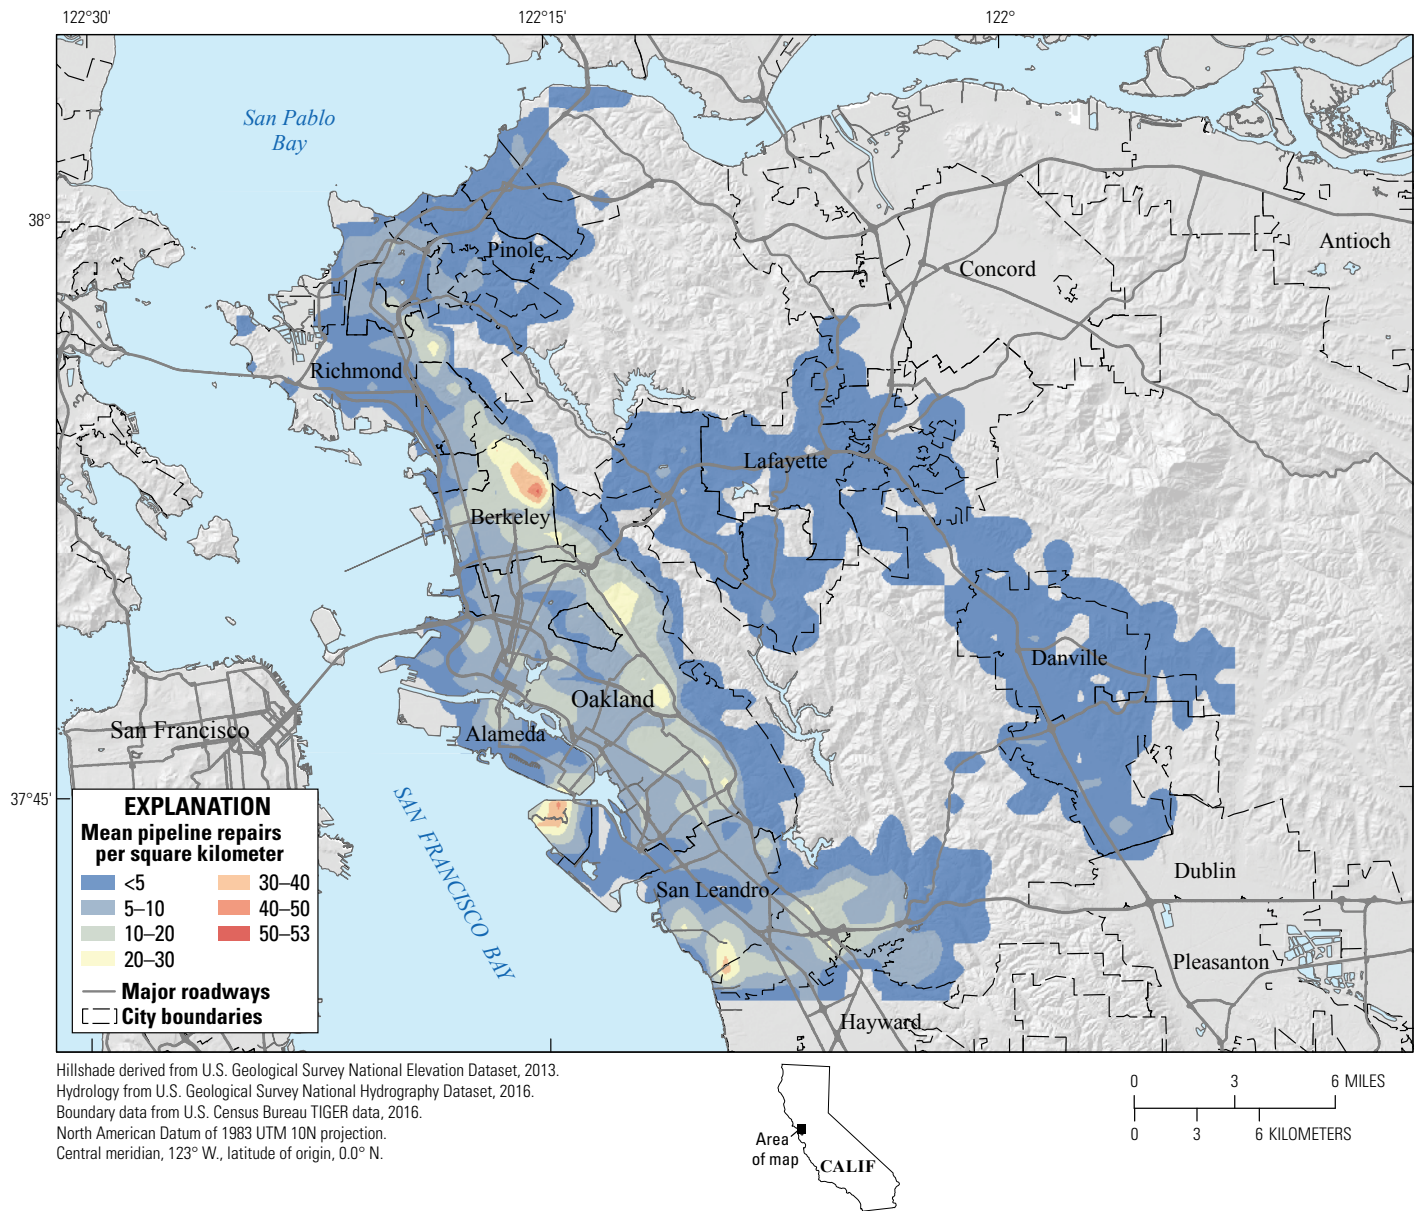 122°30'
122°15'
122°
San Pablo
Bay
38°
Pinole
Antioch
Concord
Richmond
Lafayette
Berkeley
Danville
Oakland
San Francisco
Alameda
37°45'
SAN FRANCISCO BAY
EXPLANATION
Mean pipeline repairs
per square kilometer
<5
30–40
5–10
40–50
10–20
50–53
20–30
Major roadways
City boundaries
San Leandro
Dublin
Pleasanton
Hayward
Hillshade derived from U.S. Geological Survey National Elevation Dataset, 2013.
Hydrology from U.S. Geological Survey National Hydrography Dataset, 2016.
Boundary data from U.S. Census Bureau TIGER data, 2016.
North American Datum of 1983 UTM 10N projection.
Central meridian, 123° W., latitude of origin, 0.0° N.
Area
of map
CALIF
0 3 6 MILES
0 3 6 KILOMETERS